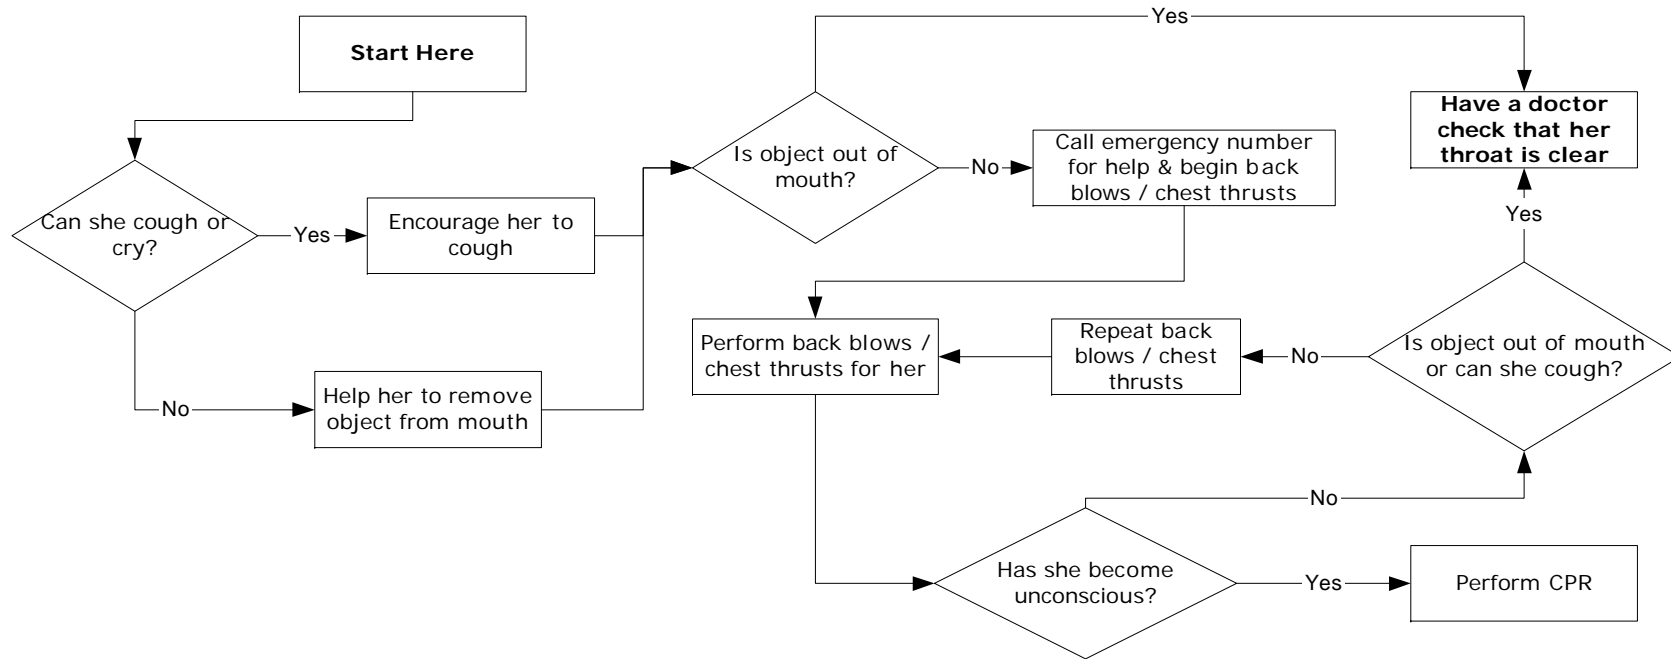 Start Here
Can she cough or
cry?
Yes
Encourage her to
cough
No
Help her to remove
object from mouth
Is object out of
mouth?
Yes
No
Call emergency number
for help & begin back
blows / chest thrusts
Have a doctor
check that her
throat is clear
Perform back blows /
chest thrusts for her
Repeat back
blows / chest
thrusts
No
Is object out of mouth
or can she cough?
Yes
Has she become
unconscious?
No
Yes
Perform CPR